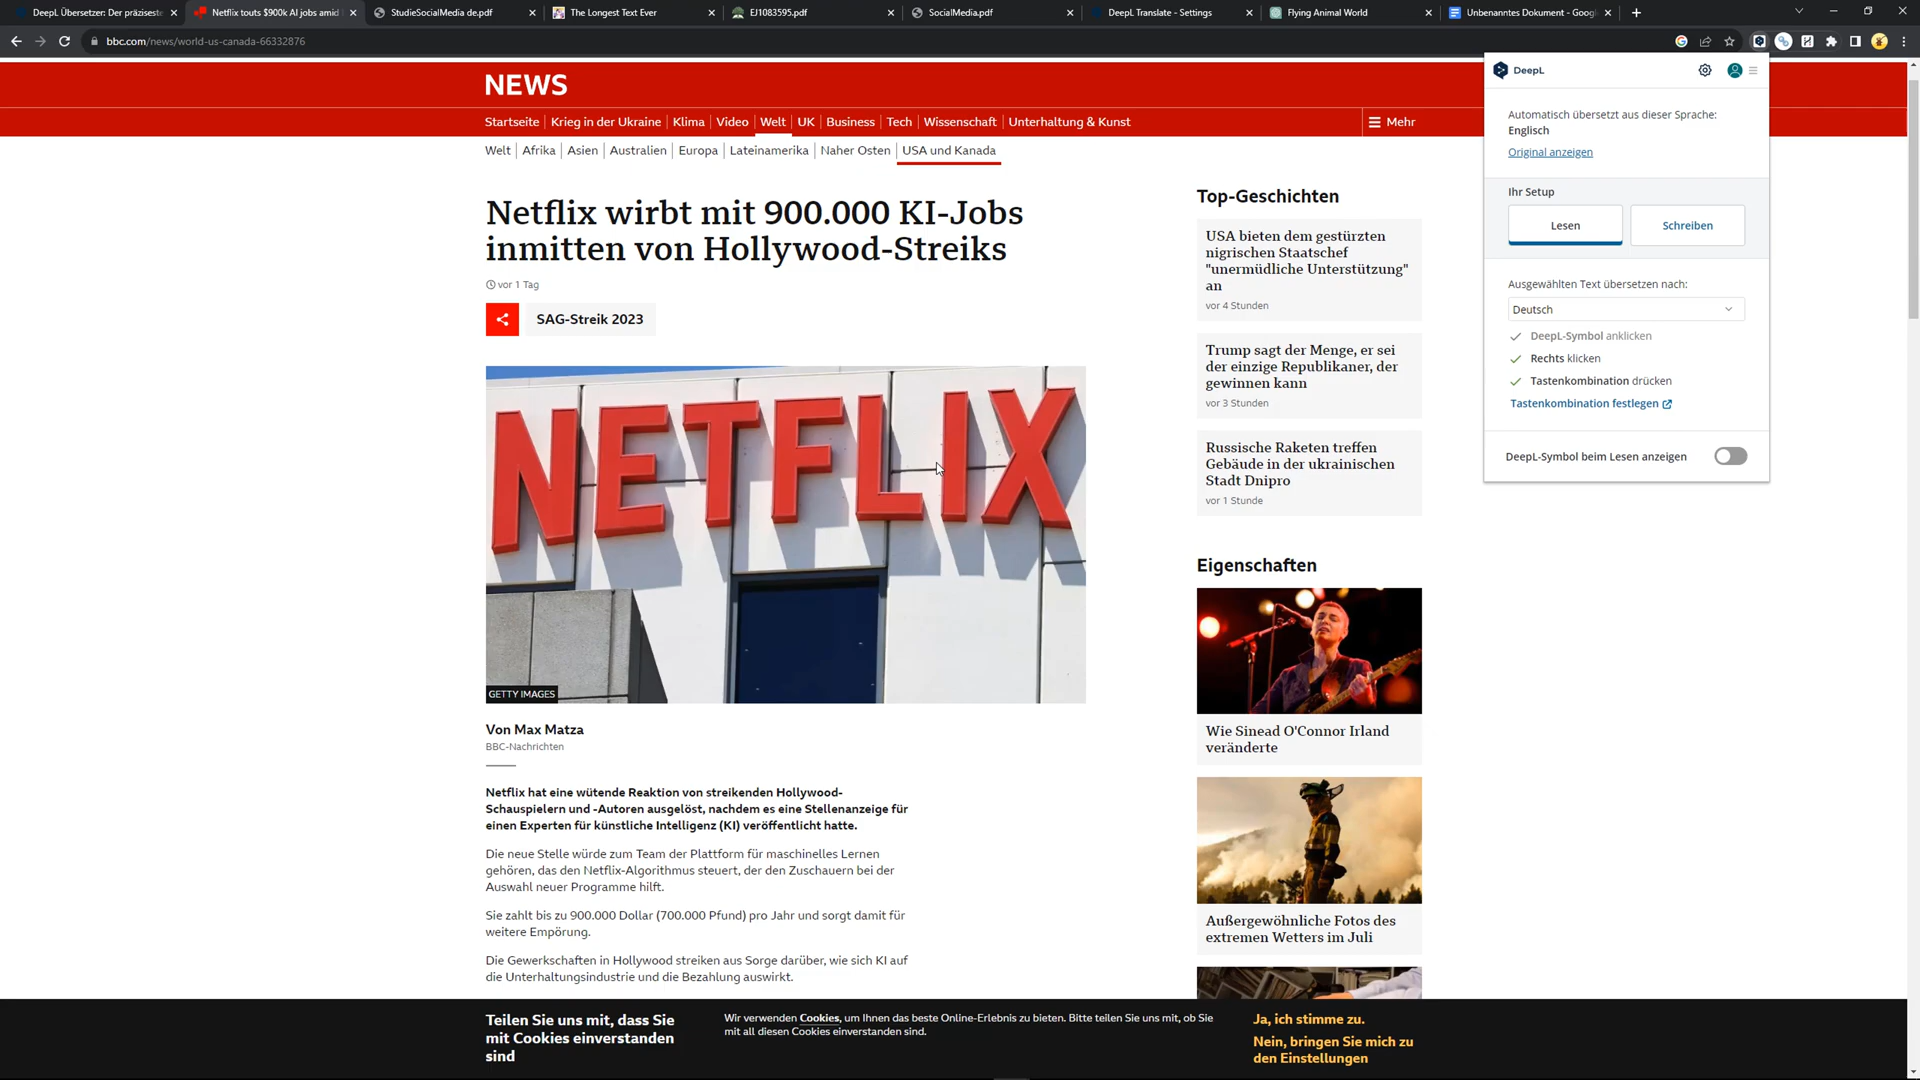 DeepL Übersetzer: Der präziseste
Netflix touts $900k AI jobs amid
StudieSocialMedia de.pdf
The Longest Text Ever
EJ1083595.pdf
SocialMedia.pdf
DeepL Translate - Settings
Flying Animal World
Unbenanntes Dokument - Google
bbc.com/news/world-us-canada-66332876
NEWS
Startseite
Krieg in der Ukraine
Klima
Video
Welt
UK
Business
Tech
Wissenschaft
Unterhaltung & Kunst
Mehr
Welt
Afrika
Asien
Australien
Europa
Lateinamerika
Naher Osten
USA und Kanada
Netflix wirbt mit 900.000 KI-Jobs
inmitten von Hollywood-Streiks
vor 1 Tag
SAG-Streik 2023
NETFLIX
GETTY IMAGES
Von Max Matza
BBC-Nachrichten
Netflix hat eine wütende Reaktion von streikenden Hollywood-
Schauspielern und -Autoren ausgelöst, nachdem es eine Stellenanzeige für
einen Experten für künstliche Intelligenz (KI) veröffentlicht hatte.
Die neue Stelle würde zum Team der Plattform für maschinelles Lernen
gehören, das den Netflix-Algorithmus steuert, der den Zuschauern bei der
Auswahl neuer Programme hilft.
Sie zahlt bis zu 900.000 Dollar (700.000 Pfund) pro Jahr und sorgt damit für
weitere Empörung.
Die Gewerkschaften in Hollywood streiken aus Sorge darüber, wie sich KI auf
die Unterhaltungsindustrie und die Bezahlung auswirkt.
Top-Geschichten
USA bieten dem gestürzten
nigrischen Staatschef
"unermüdliche Unterstützung"
an
vor 4 Stunden
Trump sagt der Menge, er sei
der einzige Republikaner, der
gewinnen kann
vor 3 Stunden
Russische Raketen treffen
Gebäude in der ukrainischen
Stadt Dnipro
vor 1 Stunde
Eigenschaften
Wie Sinead O'Connor Irland
veränderte
Außergewöhnliche Fotos des
extremen Wetters im Juli
DeepL
Automatisch übersetzt aus dieser Sprache:
Englisch
Original anzeigen
Ihr Setup
Lesen
Schreiben
Ausgewählten Text übersetzen nach:
Deutsch
DeepL-Symbol anklicken
Rechts klicken
Tastenkombination drücken
Tastenkombination festlegen
DeepL-Symbol beim Lesen anzeigen
Teilen Sie uns mit, dass Sie
mit Cookies einverstanden
sind
Wir verwenden Cookies, um Ihnen das beste Online-Erlebnis zu bieten. Bitte teilen Sie uns mit, ob Sie
mit all diesen Cookies einverstanden sind.
Ja, ich stimme zu.
Nein, bringen Sie mich zu
den Einstellungen